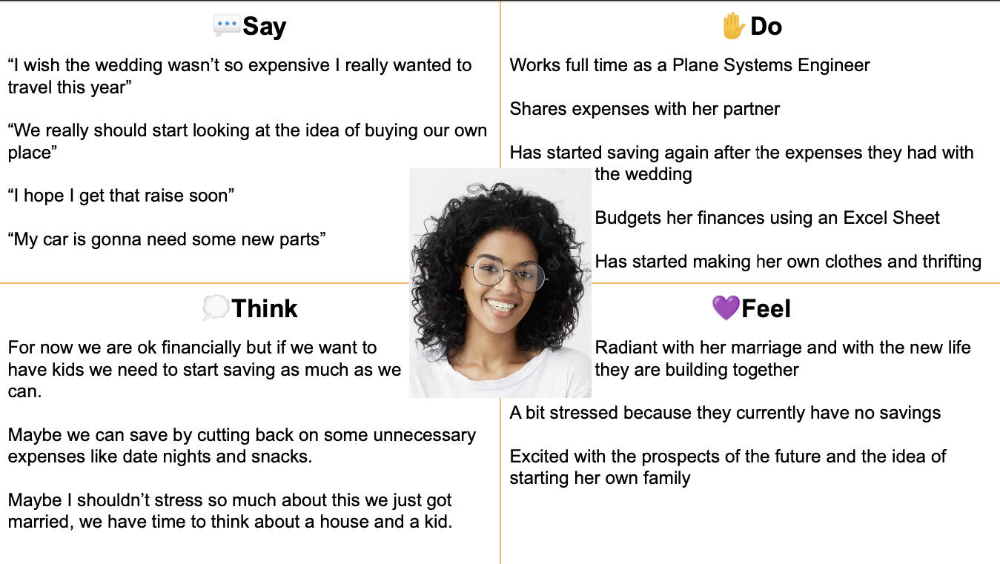 Say
“I wish the wedding wasn’t so expensive I really wanted to
travel this year”
“We really should start looking at the idea of buying our own
place”
“I hope I get that raise soon”
“My car is gonna need some new parts”
Do
Works full time as a Plane Systems Engineer
Shares expenses with her partner
Has started saving again after the expenses they had with
the wedding
Budgets her finances using an Excel Sheet
Has started making her own clothes and thrifting
Think
For now we are ok financially but if we want to
have kids we need to start saving as much as we
can.
Maybe we can save by cutting back on some unnecessary
expenses like date nights and snacks.
Maybe I shouldn’t stress so much about this we just got
married, we have time to think about a house and a kid.
Feel
Radiant with her marriage and with the new life
they are building together
A bit stressed because they currently have no savings
Excited with the prospects of the future and the idea of
starting her own family